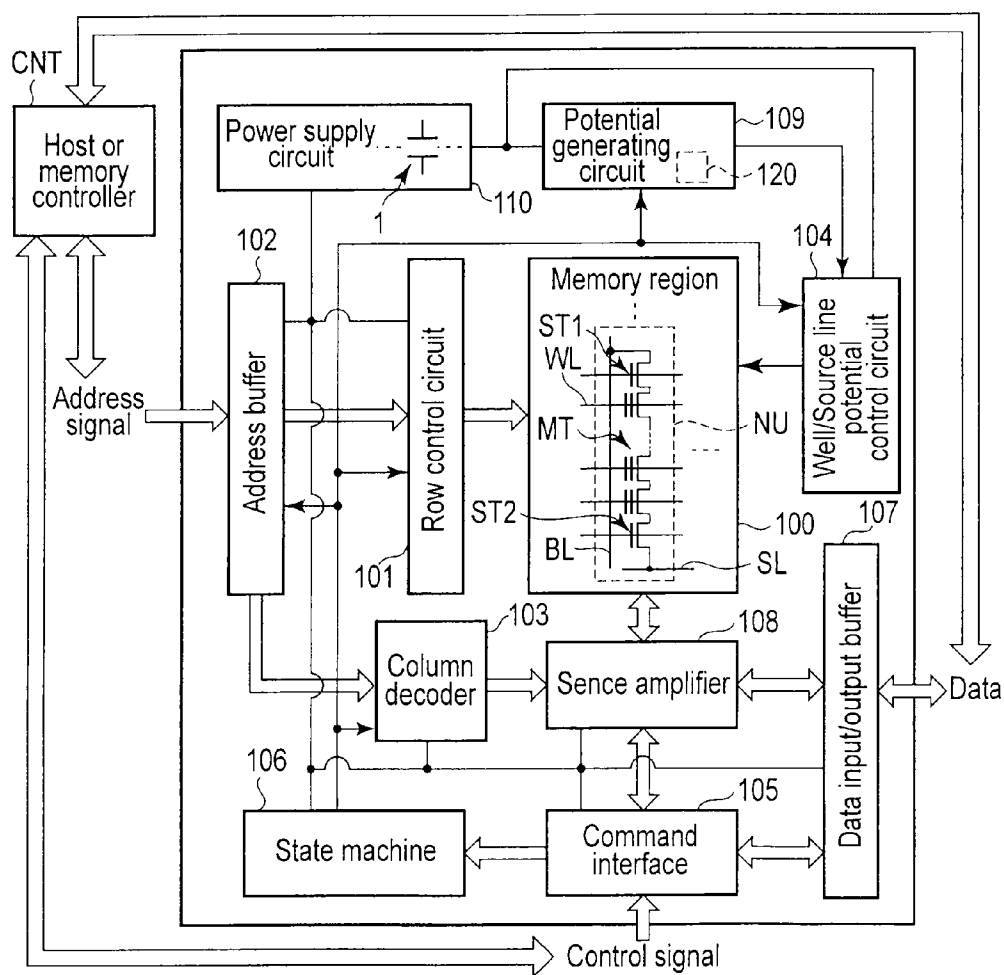 CNT
Host or
memory
controller
Power supply
circuit
1
110
Potential
generating
circuit
109
120
102
Address buffer
Address
signal
Row control circuit
101
Memory region
ST1
WL
MT
NU
ST2
BL
SL
100
104
Well/Source line
potential
control circuit
107
Data input/output buffer
103
Column
decoder
108
Sence amplifier
Data
106
State machine
105
Command
interface
Control signal